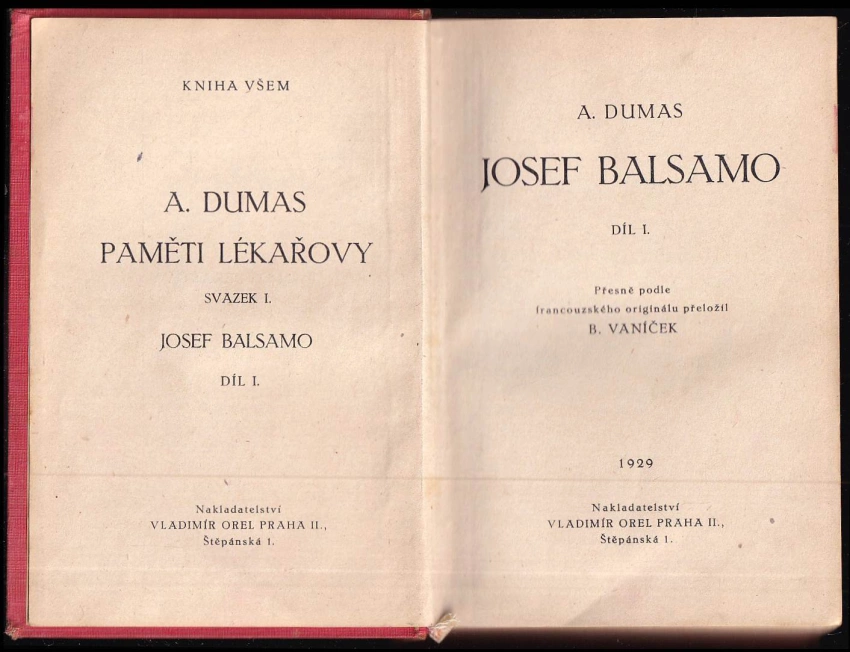 KNIHA VŠEM
A. DUMAS
PAMĚTI LÉKAŘOVY
SVAZEK I.
JOSEF BALSAMO
DÍL I.
Nakladatelství
VLADIMÍR OREL PRAHA II.,
Štěpánská 1.
A. DUMAS
JOSEF BALSAMO
DÍL I.
Přesně podle
francouzského originálu přeložil
B. VANÍČEK
1929
Nakladatelství
VLADIMÍR OREL PRAHA II.,
Štěpánská 1.